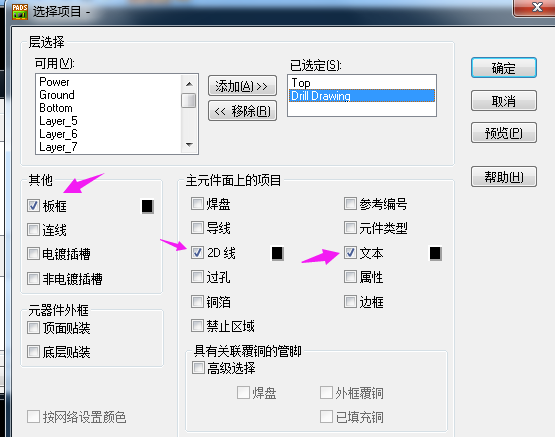 PADS 选择项目 -
层选择
可用(V):
已选定(S):
Power
Ground
Bottom
Layer_5
Layer_6
Layer_7
添加(A) >>
<< 移除(R)
Top
Drill Drawing
确定
取消
预览(P)
帮助(H)
其他
板框
连线
电镀插槽
非电镀插槽
元器件外框
顶面贴装
底层贴装
按网络设置颜色
主元件面上的项目
焊盘
导线
2D 线
过孔
铜箔
禁止区域
参考编号
元件类型
文本
属性
边框
具有关联覆铜的管脚
高级选择
焊盘
外框覆铜
已填充铜